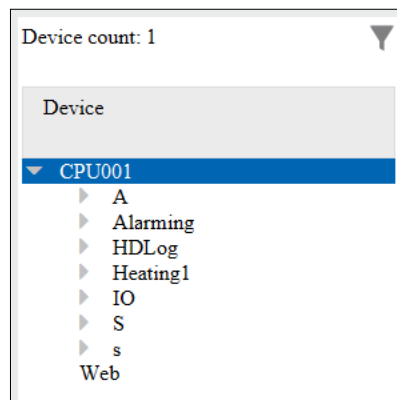 Device count: 1
Device
CPU001
A
Alarming
HDLog
Heating1
IO
S
s
Web